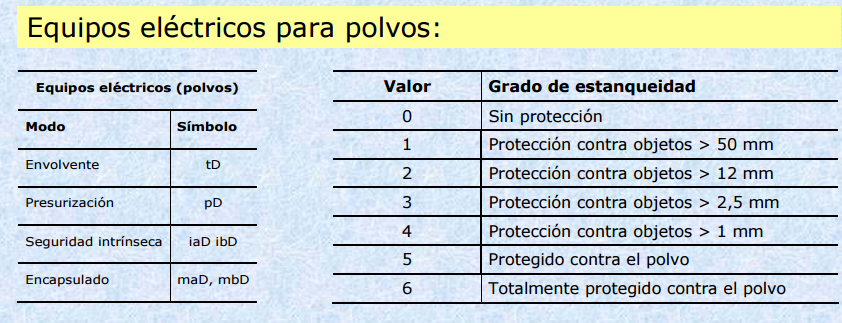 Equipos eléctricos para polvos:
Equipos eléctricos (polvos)
Modo Símbolo
Envolvente tD
Presurización pD
Seguridad intrínseca iaD ibD
Encapsulado maD, mbD
Valor Grado de estanqueidad
0 Sin protección
1 Protección contra objetos > 50 mm
2 Protección contra objetos > 12 mm
3 Protección contra objetos > 2,5 mm
4 Protección contra objetos > 1 mm
5 Protegido contra el polvo
6 Totalmente protegido contra el polvo